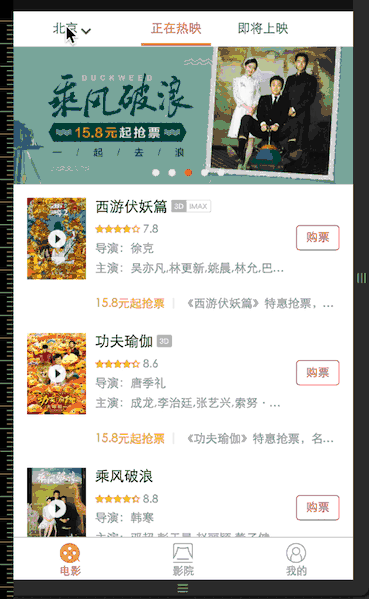 北京
正在热映
即将上映
DUCKWEED
乘风破浪
15.8元起抢票
一/起/去/浪
西游伏妖篇 3D IMAX
7.8
导演：徐克
主演：吴亦凡,林更新,姚晨,林允,巴...
购票
15.8元起抢票 《西游伏妖篇》特惠抢票，...
功夫瑜伽 3D
8.6
导演：唐季礼
主演：成龙,李治廷,张艺兴,索努·...
购票
15.8元起抢票 《功夫瑜伽》特惠抢票，名...
乘风破浪
8.8
导演：韩寒
购票
电影
影院
我的